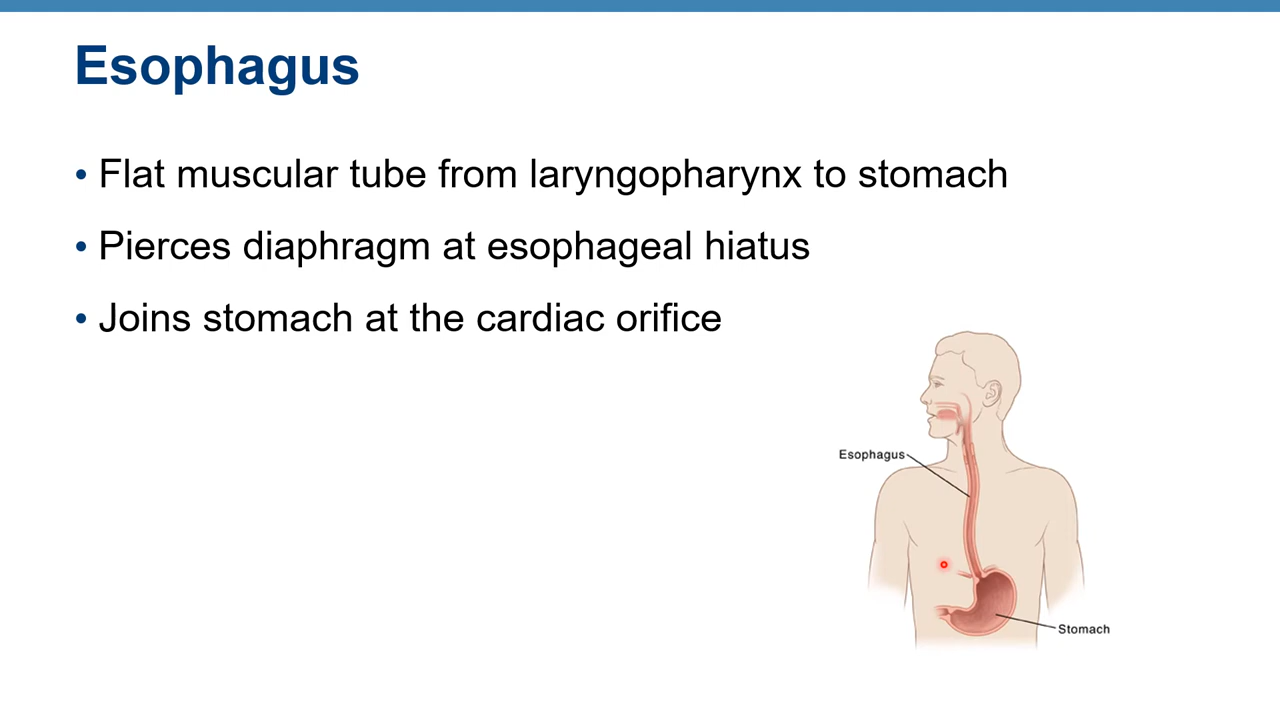 Esophagus
• Flat muscular tube from laryngopharynx to stomach
• Pierces diaphragm at esophageal hiatus
• Joins stomach at the cardiac orifice
Esophagus
Stomach